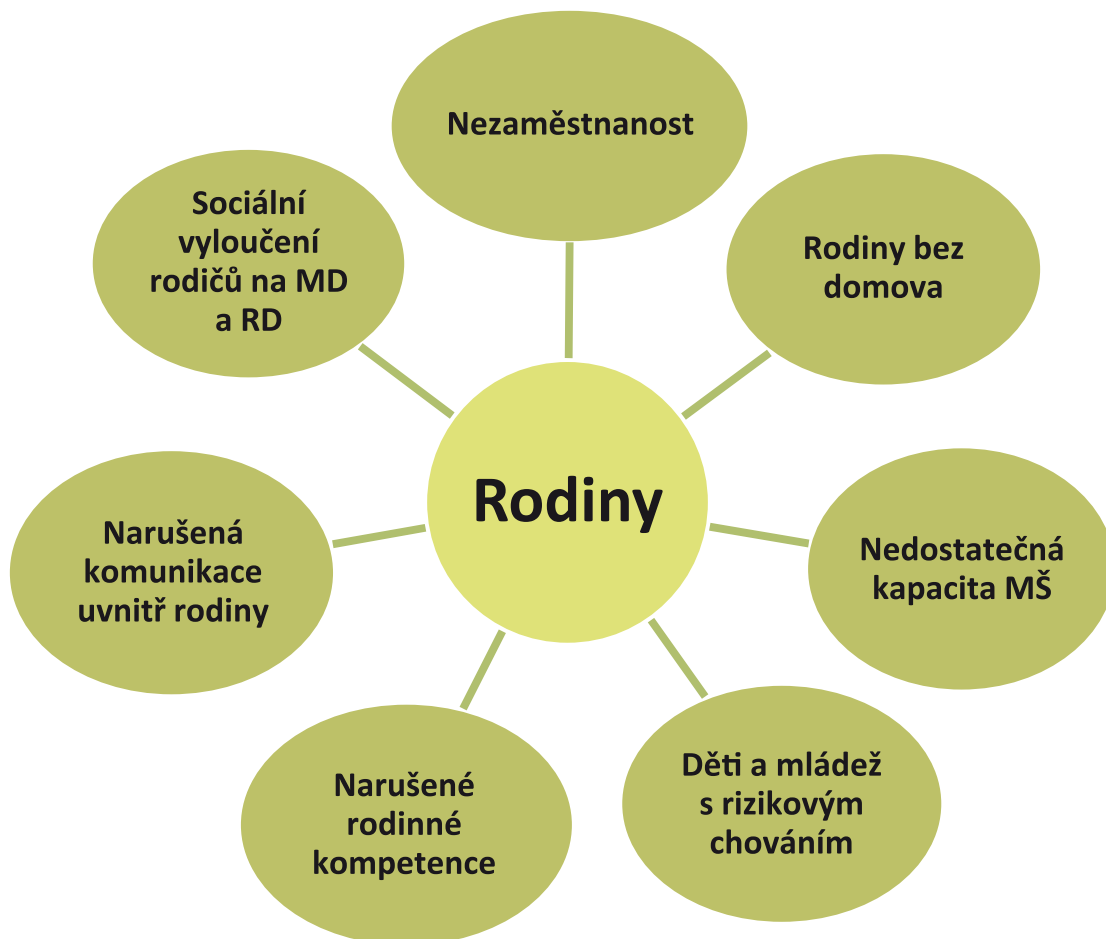 Nezaměstnanost
Sociální
vyloučení
rodičů na MD
a RD
Rodiny bez
domova
Rodiny
Narušená
komunikace
uvnitř rodiny
Nedostatečná
kapacita MŠ
Narušené
rodinné
kompetence
Děti a mládež
s rizikovým
chováním